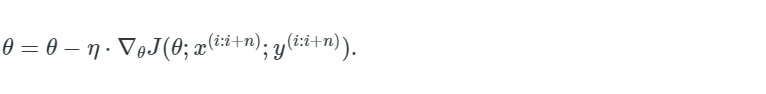 θ = θ − η · ∇_θ J(θ; x^{(i:i+n)}; y^{(i:i+n)}).